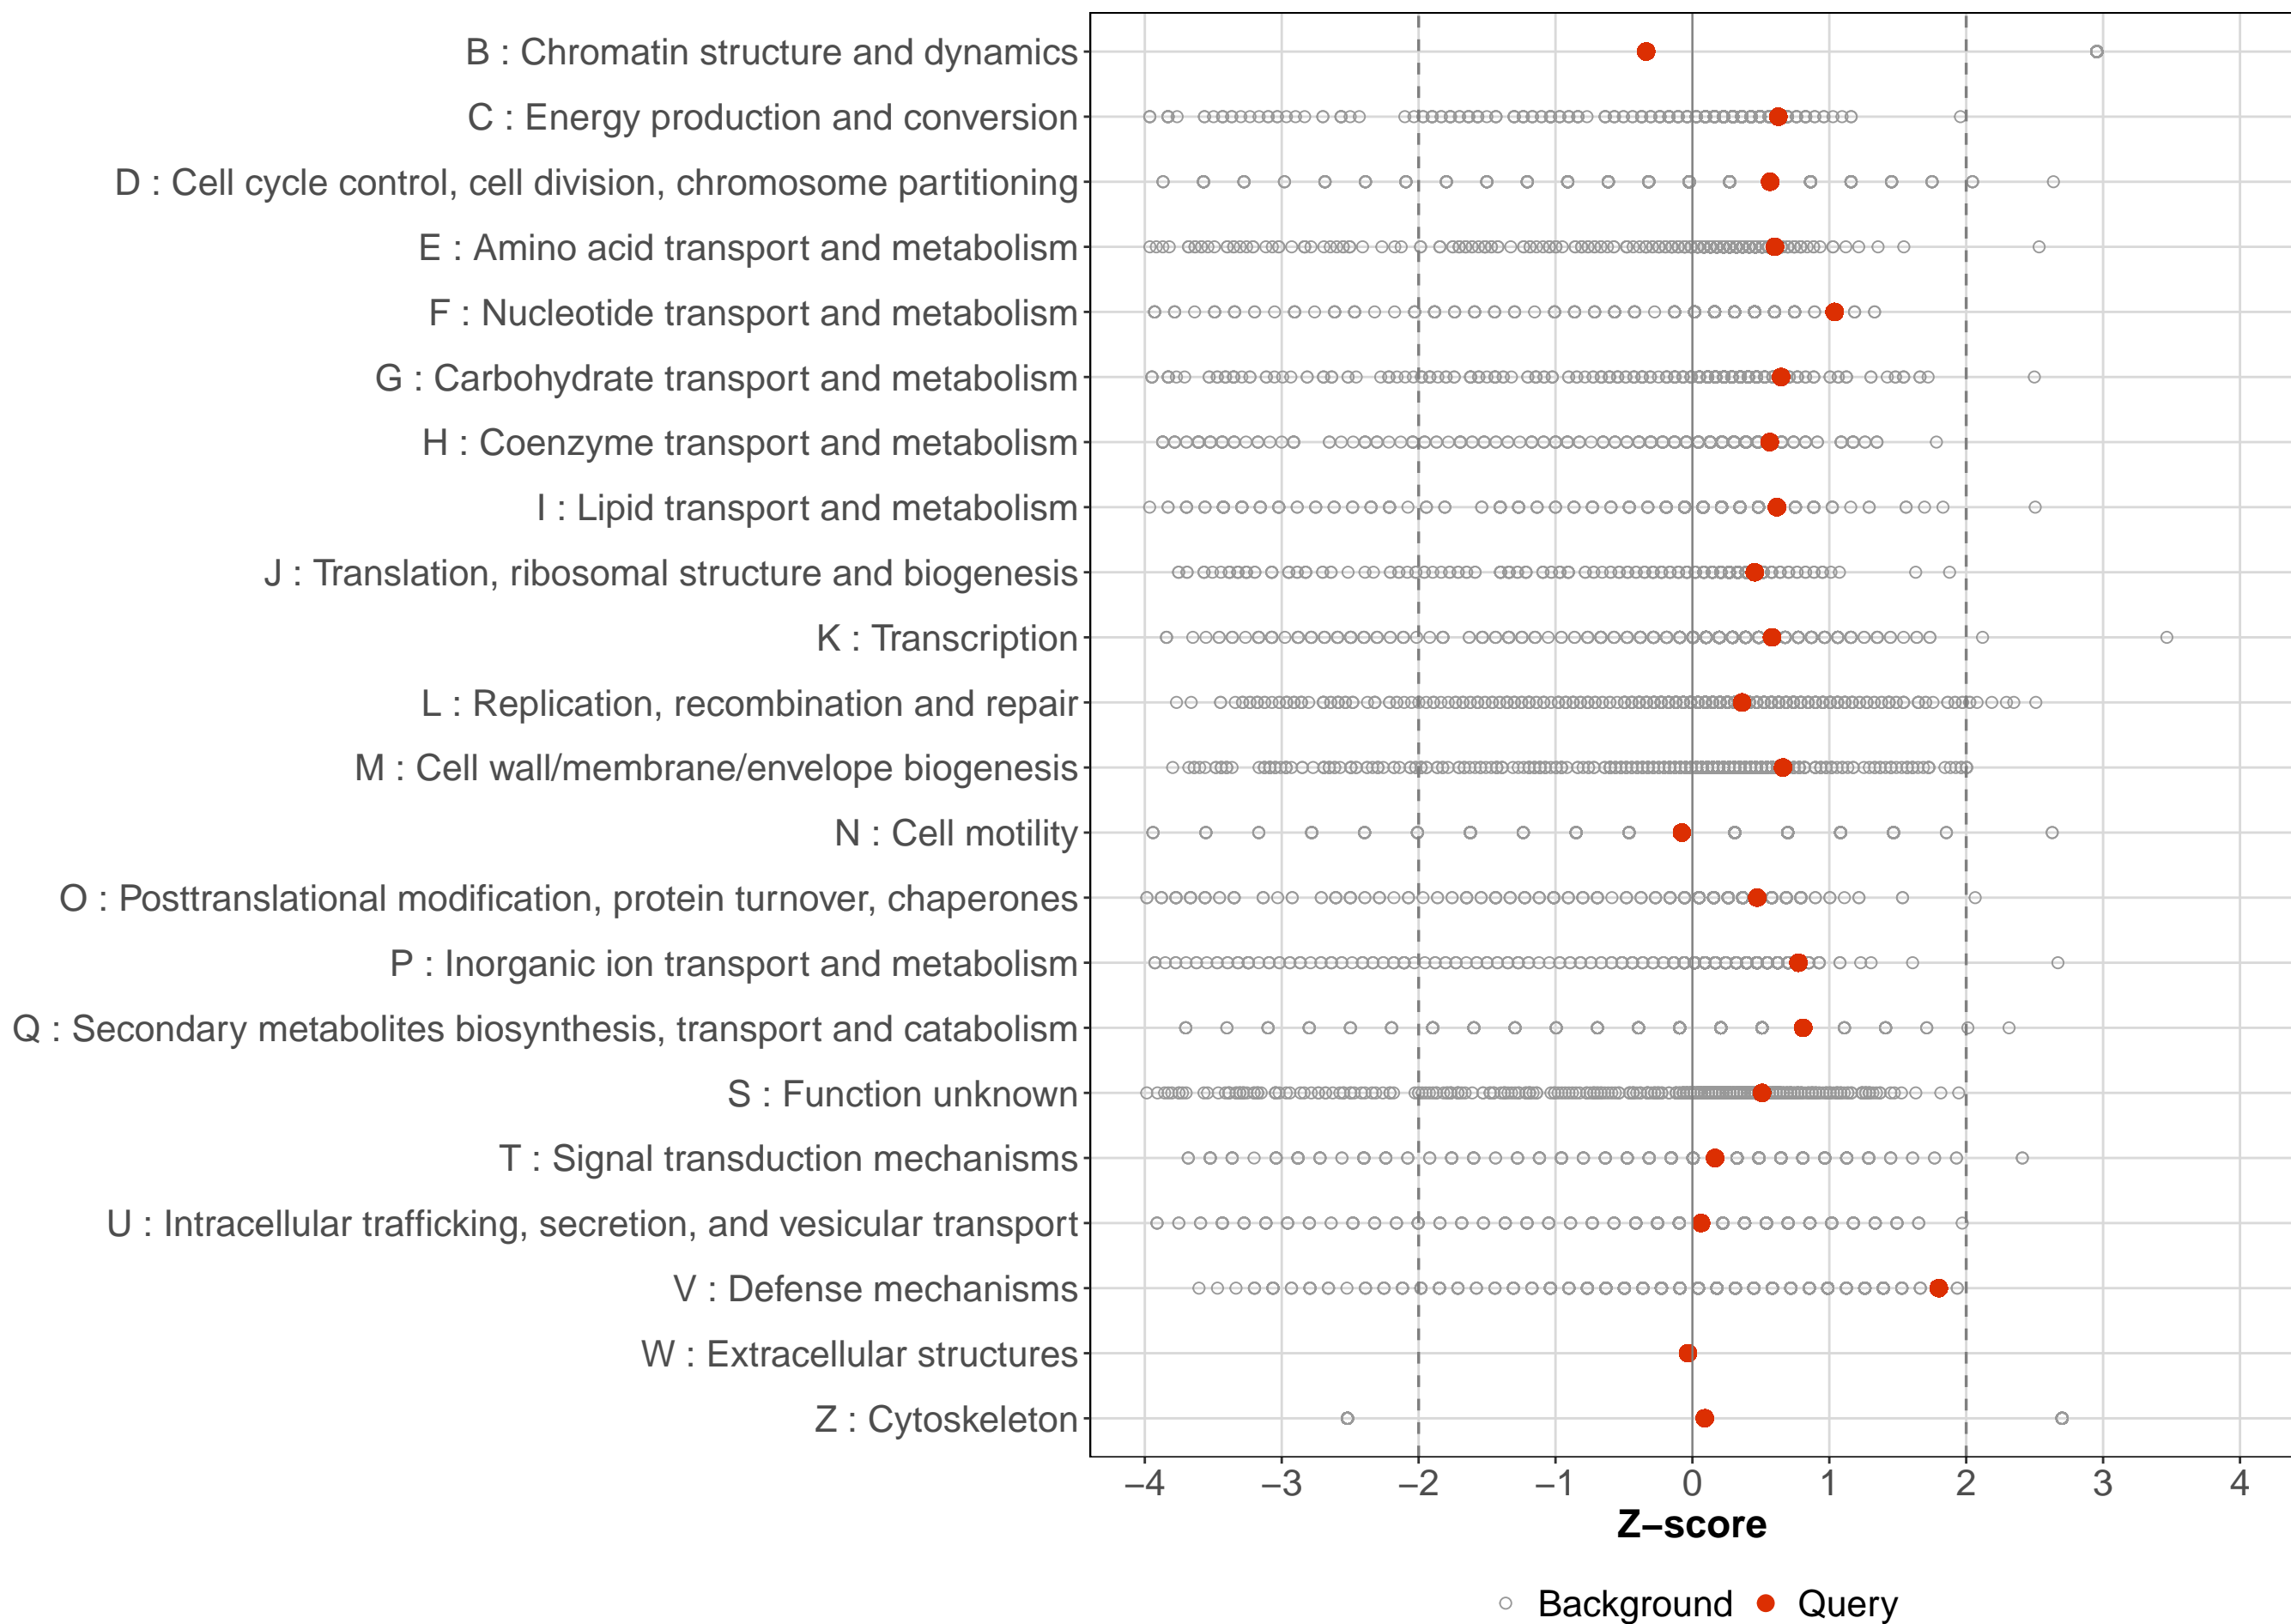 B : Chromatin structure and dynamics
C : Energy production and conversion
D : Cell cycle control, cell division, chromosome partitioning
E : Amino acid transport and metabolism
F : Nucleotide transport and metabolism
G : Carbohydrate transport and metabolism
H : Coenzyme transport and metabolism
I : Lipid transport and metabolism
J : Translation, ribosomal structure and biogenesis
K : Transcription
L : Replication, recombination and repair
M : Cell wall/membrane/envelope biogenesis
N : Cell motility
O : Posttranslational modification, protein turnover, chaperones
P : Inorganic ion transport and metabolism
Q : Secondary metabolites biosynthesis, transport and catabolism
S : Function unknown
T : Signal transduction mechanisms
U : Intracellular trafficking, secretion, and vesicular transport
V : Defense mechanisms
W : Extracellular structures
Z : Cytoskeleton
−4 −3 −2 −1 0 1 2 3 4
Z−score
Background Query